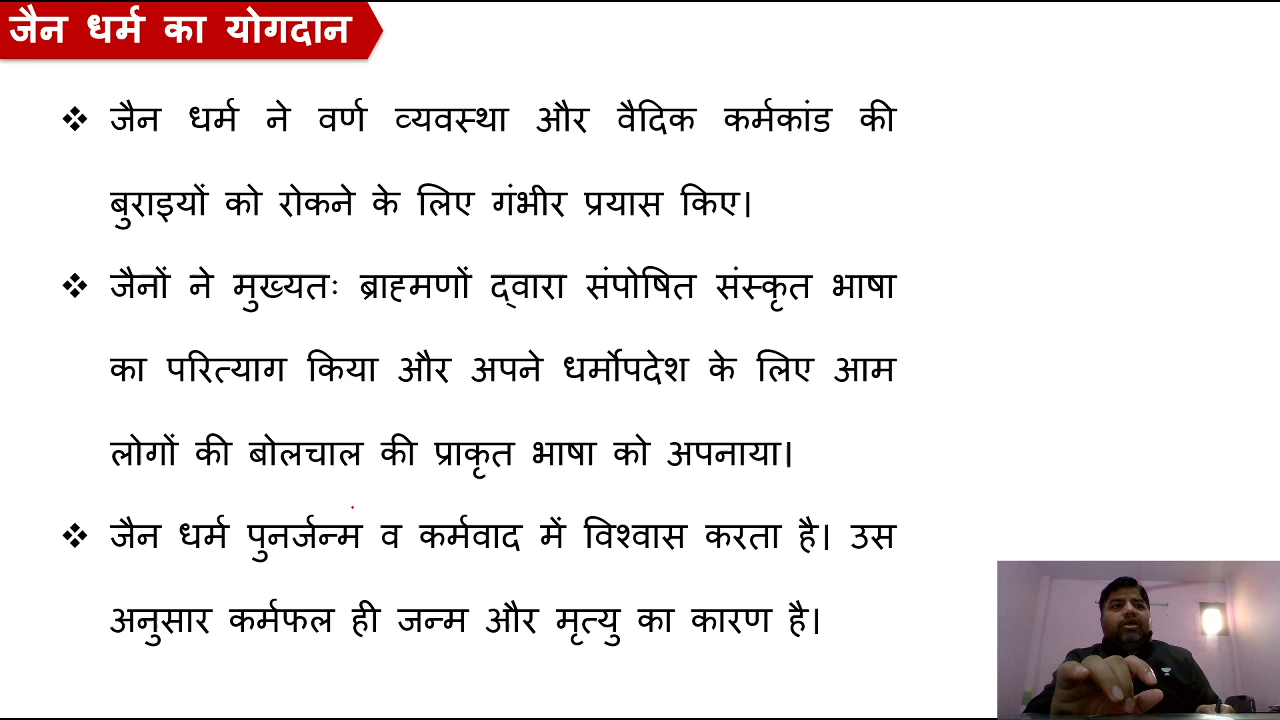 जैन धर्म का योगदान
❖ जैन धर्म ने वर्ण व्यवस्था और वैदिक कर्मकांड की
बुराइयों को रोकने के लिए गंभीर प्रयास किए।
❖ जैनों ने मुख्यतः ब्राह्मणों द्वारा संपोषित संस्कृत भाषा
का परित्याग किया और अपने धर्मोपदेश के लिए आम
लोगों की बोलचाल की प्राकृत भाषा को अपनाया।
❖ जैन धर्म पुनर्जन्म व कर्मवाद में विश्वास करता है। उस
अनुसार कर्मफल ही जन्म और मृत्यु का कारण है।